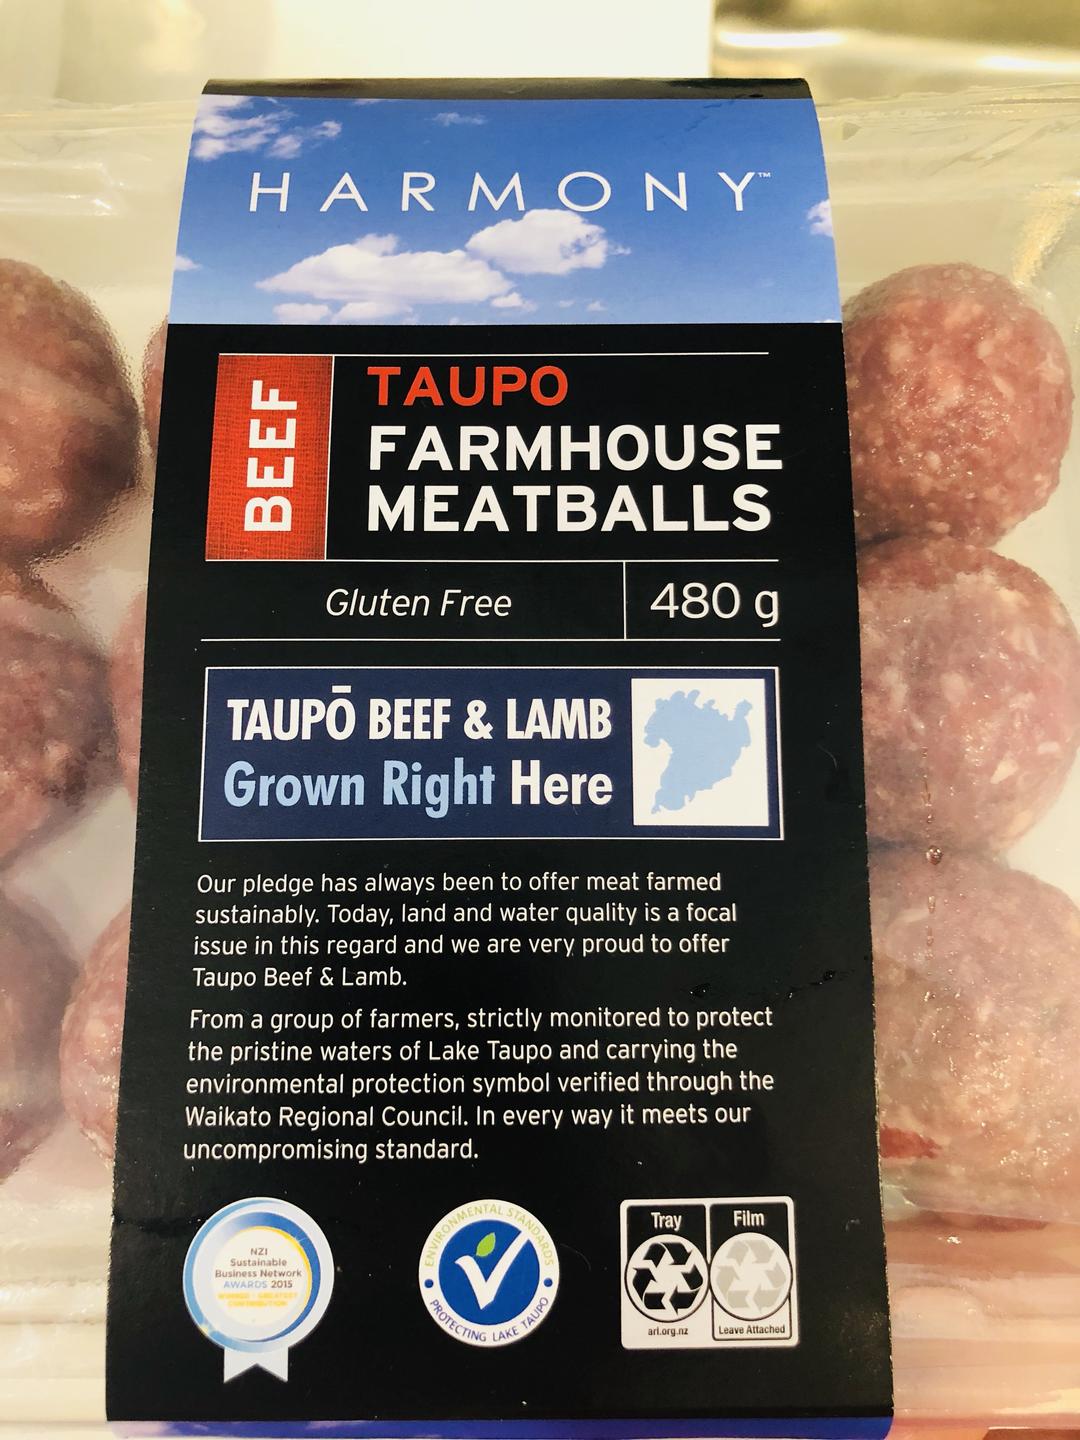 HARMONY™
BEEF
TAUPO
FARMHOUSE
MEATBALLS
Gluten Free
480 g
TAUPŌ BEEF & LAMB
Grown Right Here
Our pledge has always been to offer meat farmed
sustainably. Today, land and water quality is a focal
issue in this regard and we are very proud to offer
Taupo Beef & Lamb.
From a group of farmers, strictly monitored to protect
the pristine waters of Lake Taupo and carrying the
environmental protection symbol verified through the
Waikato Regional Council. In every way it meets our
uncompromising standard.
NZI
Sustainable
Business Network
AWARDS 2015
WINNER - GREATEST
CONTRIBUTION
ENVIRONMENTAL STANDARDS
PROTECTING LAKE TAUPO
Tray
Film
arl.org.nz
Leave Attached